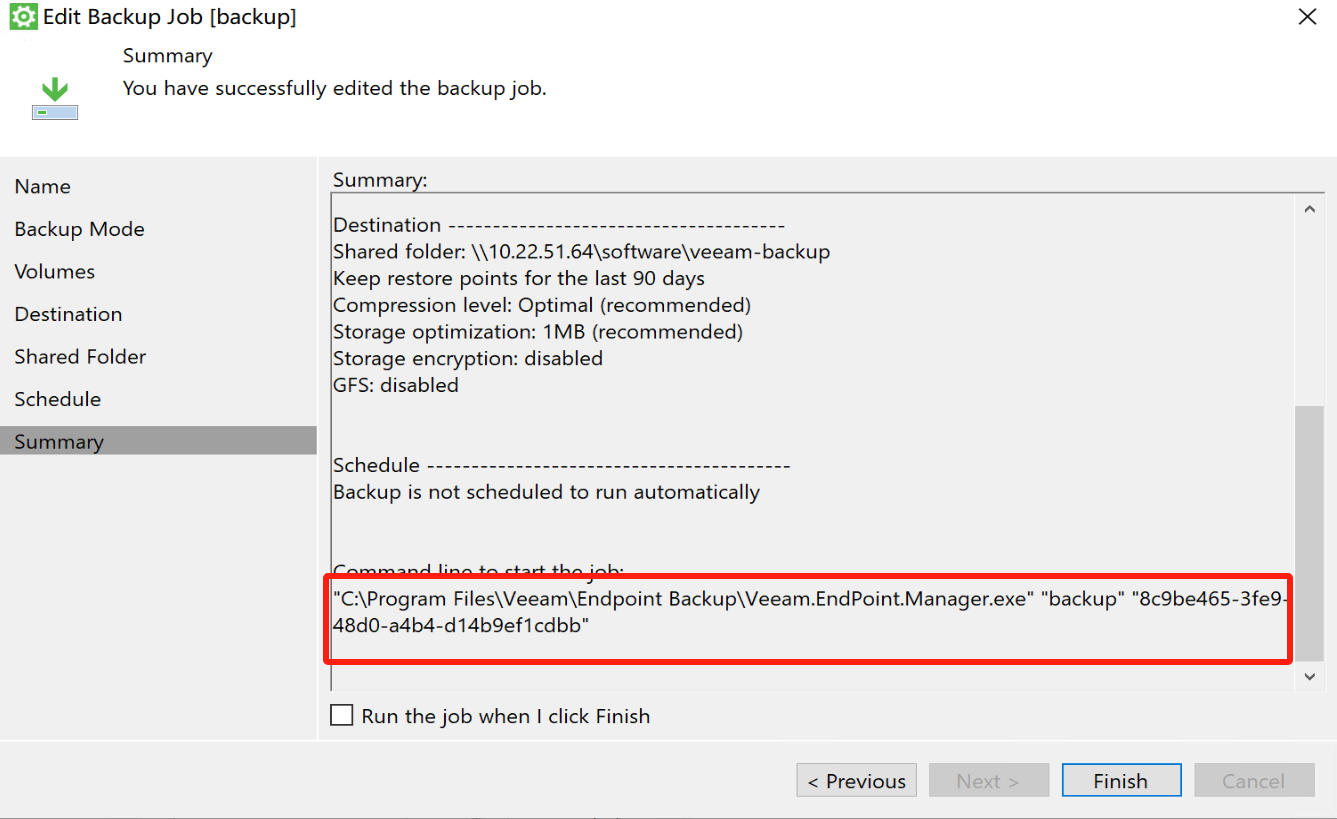 Edit Backup Job [backup]
Summary
You have successfully edited the backup job.
Name
Backup Mode
Volumes
Destination
Shared Folder
Schedule
Summary
Summary:
Destination --------------------------------------
Shared folder: \\10.22.51.64\software\veeam-backup
Keep restore points for the last 90 days
Compression level: Optimal (recommended)
Storage optimization: 1MB (recommended)
Storage encryption: disabled
GFS: disabled
Schedule -----------------------------------------
Backup is not scheduled to run automatically
Command line to start the job:
"C:\Program Files\Veeam\Endpoint Backup\Veeam.EndPoint.Manager.exe" "backup" "8c9be465-3fe9-
48d0-a4b4-d14b9ef1cdbb"
Run the job when I click Finish
< Previous
Next >
Finish
Cancel